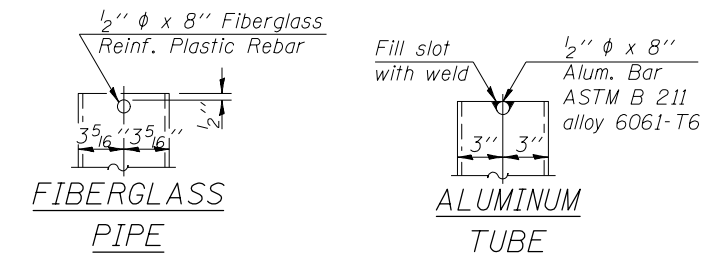 1/2'' φ x 8'' Fiberglass
Reinf. Plastic Rebar
1/2''
3 5/16'' 3 5/16''
FIBERGLASS
PIPE
Fill slot
with weld
1/2'' φ x 8''
Alum. Bar
ASTM B 211
alloy 6061-T6
3'' 3''
ALUMINUM
TUBE